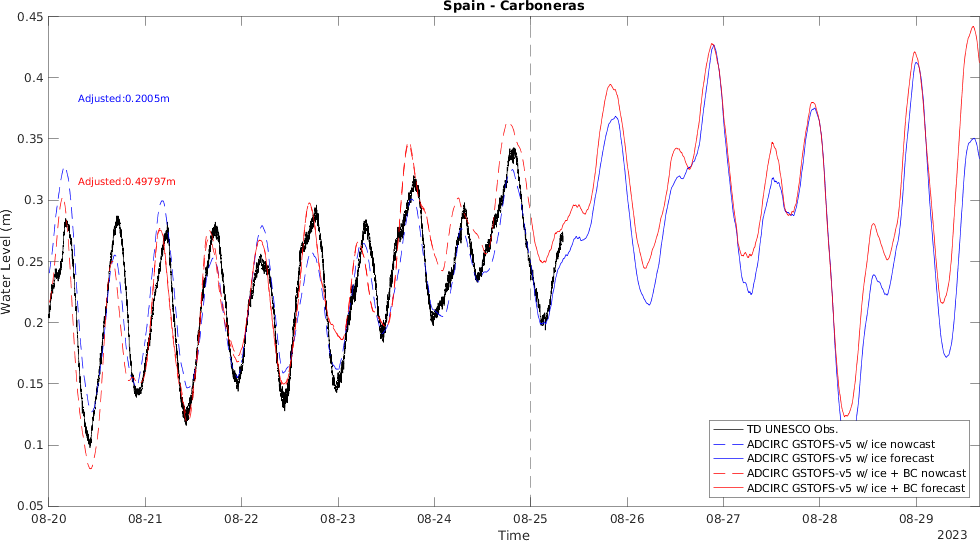 Spain - Carboneras
0.45
0.4
0.35
0.3
0.25
0.2
0.15
0.1
0.05
Water Level (m)
Adjusted:0.2005m
Adjusted:0.49797m
TD UNESCO Obs.
ADCIRC GSTOFS-v5 w/ ice nowcast
ADCIRC GSTOFS-v5 w/ ice forecast
ADCIRC GSTOFS-v5 w/ ice + BC nowcast
ADCIRC GSTOFS-v5 w/ ice + BC forecast
08-20 08-21 08-22 08-23 08-24 08-25 08-26 08-27 08-28 08-29
Time
2023